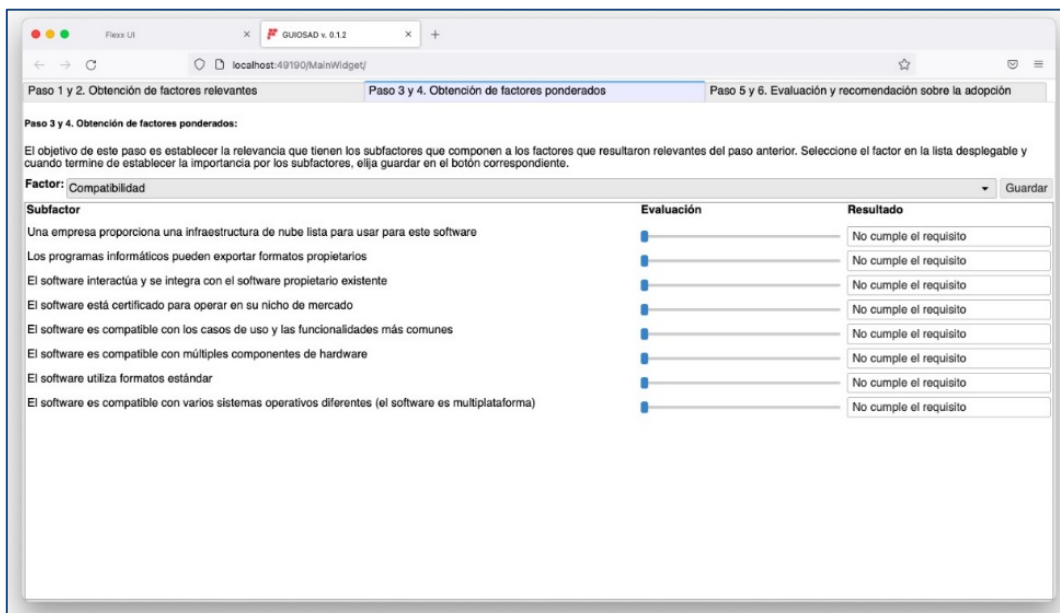 Flexx UI
GUIOSAD v. 0.1.2
localhost:49190/MainWidget/
Paso 1 y 2. Obtención de factores relevantes
Paso 3 y 4. Obtención de factores ponderados
Paso 5 y 6. Evaluación y recomendación sobre la adopción
Paso 3 y 4. Obtención de factores ponderados:
El objetivo de este paso es establecer la relevancia que tienen los subfactores que componen a los factores que resultaron relevantes del paso anterior. Seleccione el factor en la lista desplegable y
cuando termine de establecer la importancia por los subfactores, elija guardar en el botón correspondiente.
Factor: Compatibilidad Guardar
Subfactor Evaluación Resultado
Una empresa proporciona una infraestructura de nube lista para usar para este software No cumple el requisito
Los programas informáticos pueden exportar formatos propietarios No cumple el requisito
El software interactúa y se integra con el software propietario existente No cumple el requisito
El software está certificado para operar en su nicho de mercado No cumple el requisito
El software es compatible con los casos de uso y las funcionalidades más comunes No cumple el requisito
El software es compatible con múltiples componentes de hardware No cumple el requisito
El software utiliza formatos estándar No cumple el requisito
El software es compatible con varios sistemas operativos diferentes (el software es multiplataforma) No cumple el requisito